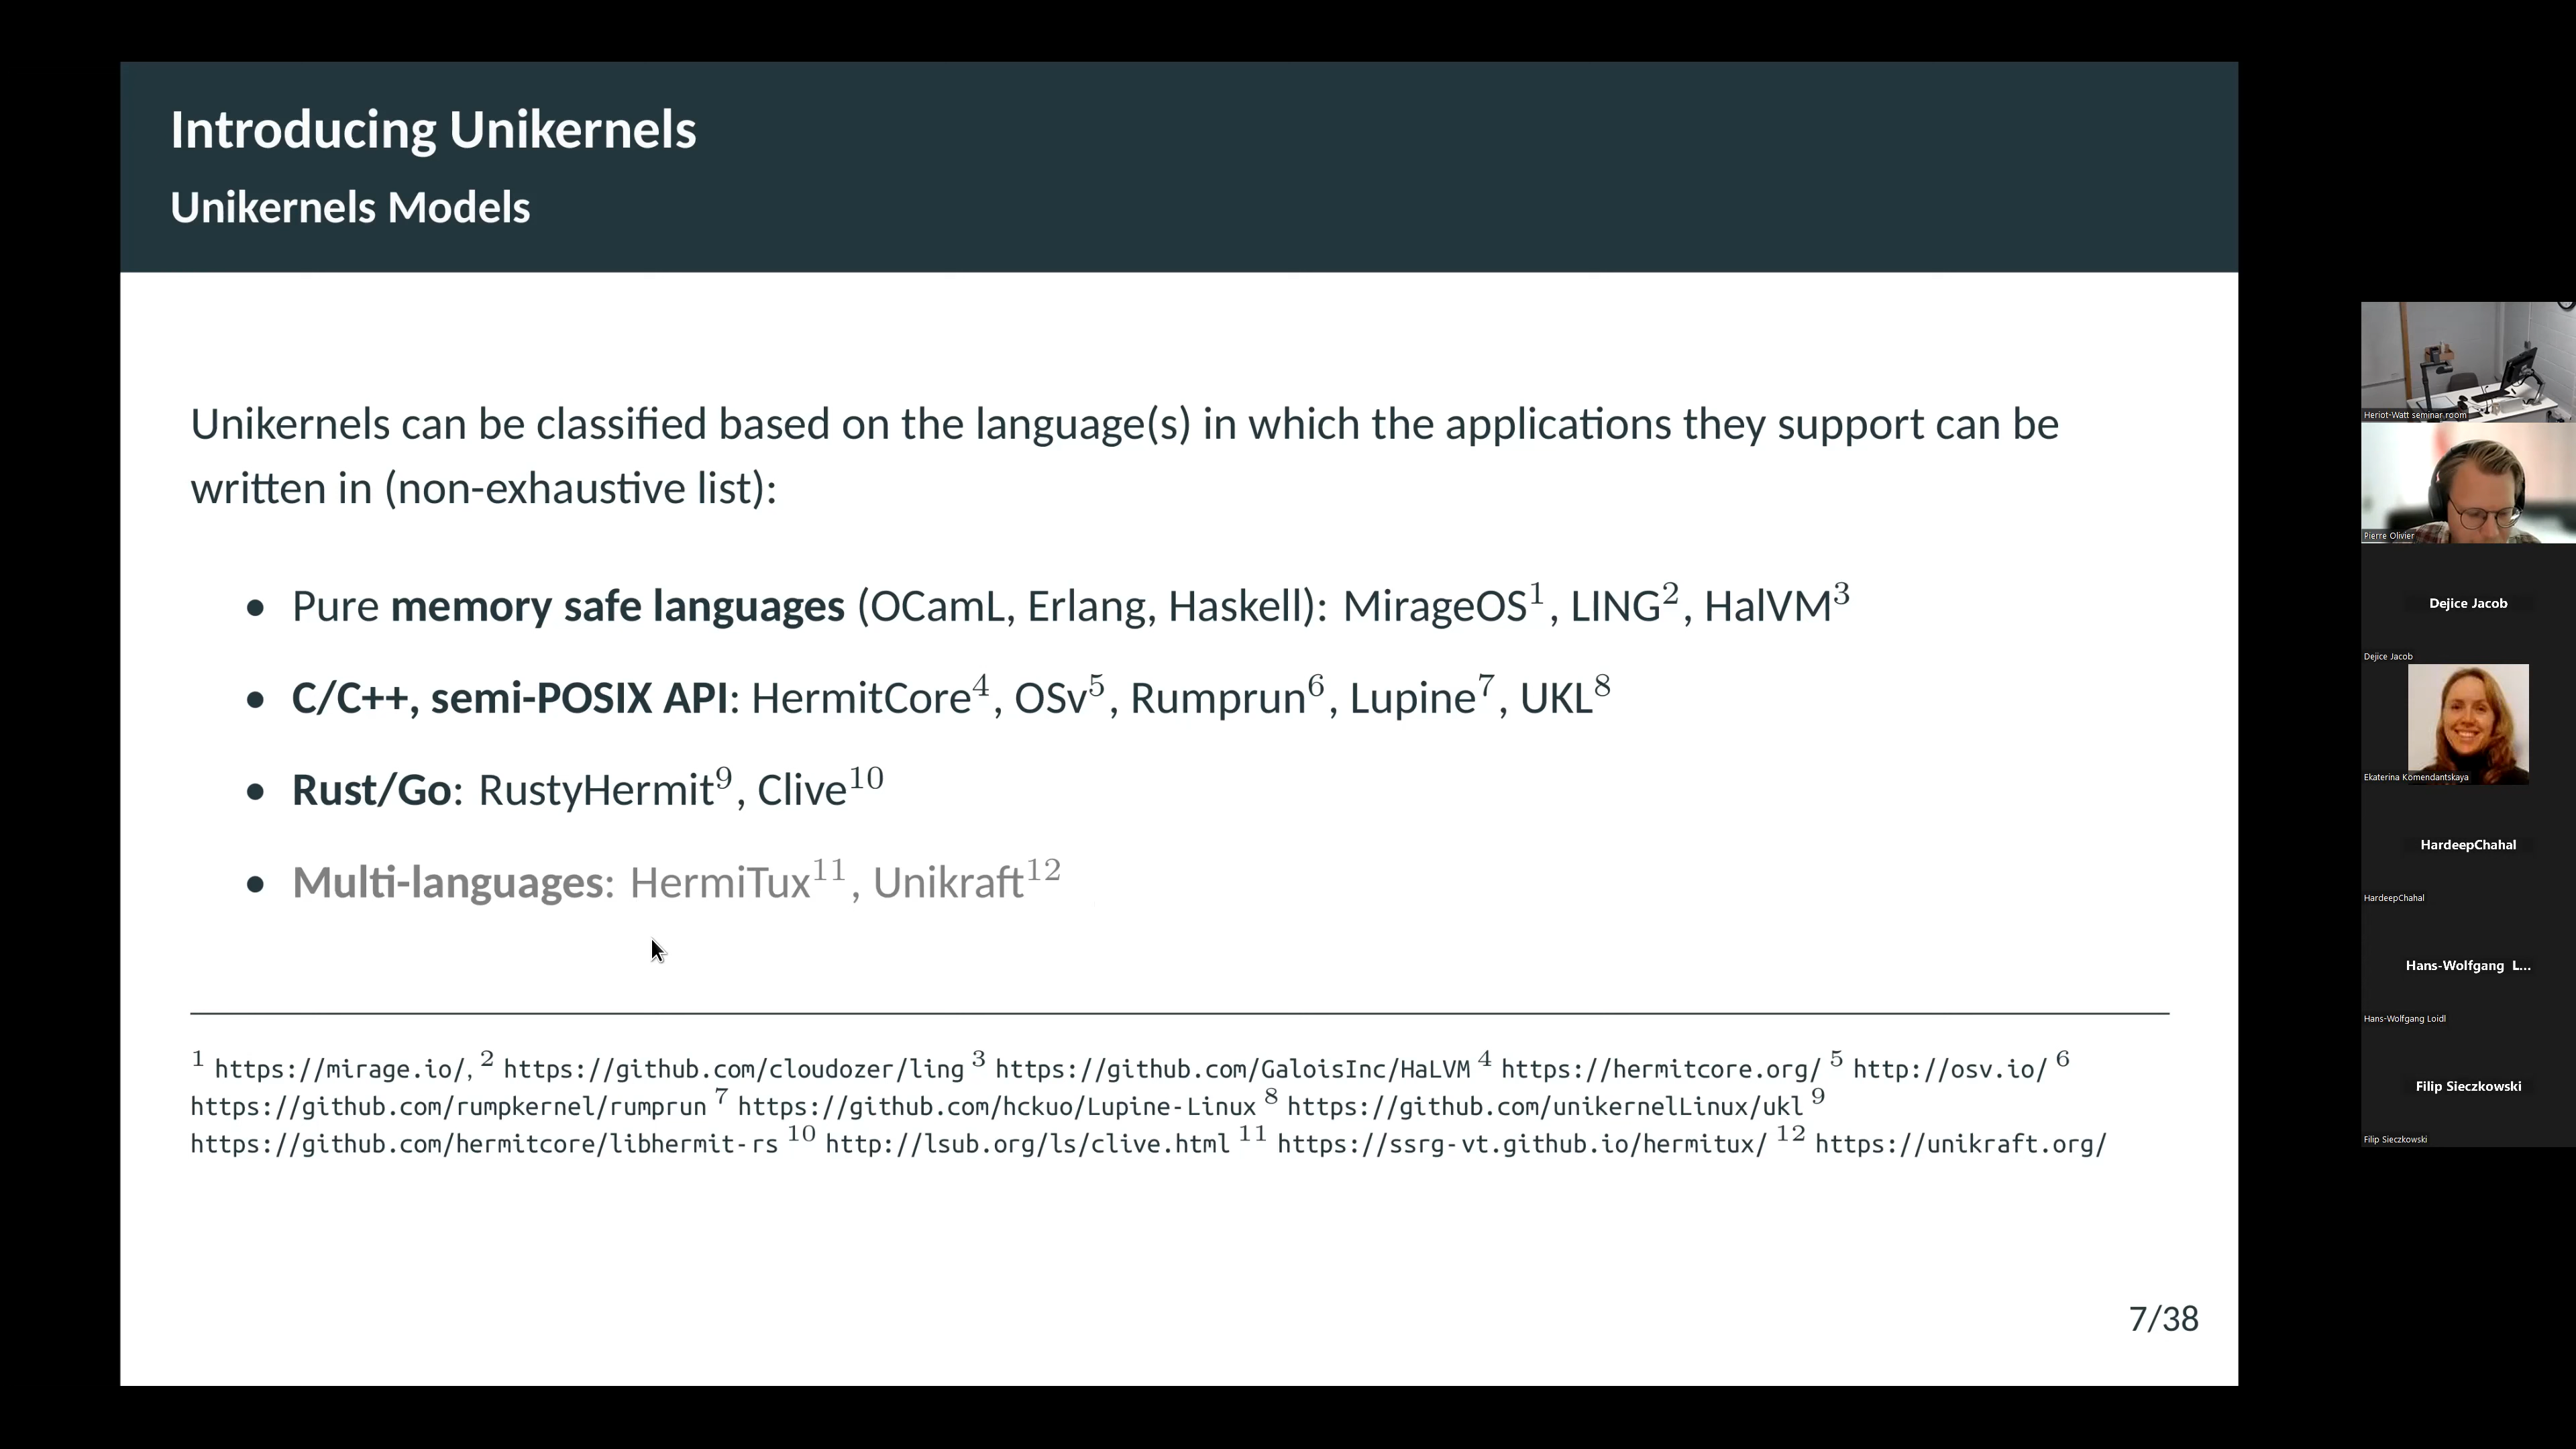 Introducing Unikernels
Unikernels Models
Unikernels can be classified based on the language(s) in which the applications they support can be
written in (non-exhaustive list):
• Pure memory safe languages (OCamL, Erlang, Haskell): MirageOS1, LING2, HalVM3
• C/C++, semi-POSIX API: HermitCore4, OSv5, Rumprun6, Lupine7, UKL8
• Rust/Go: RustyHermit9, Clive10
• Multi-languages: HermiTux11, Unikraft12
1 https://mirage.io/, 2 https://github.com/cloudozer/ling 3 https://github.com/GaloisInc/HaLVM 4 https://hermitcore.org/ 5 http://osv.io/ 6
https://github.com/rumpkernel/rumprun 7 https://github.com/hckuo/Lupine-Linux 8 https://github.com/unikernelLinux/ukl 9
https://github.com/hermitcore/libhermit-rs 10 http://lsub.org/ls/clive.html 11 https://ssrg-vt.github.io/hermitux/ 12 https://unikraft.org/
7/38
Heriot-Watt seminar room
Pierre Olivier
Dejice Jacob
Dejice Jacob
Ekaterina Komendantskaya
HardeepChahal
HardeepChahal
Hans-Wolfgang L...
Hans-Wolfgang Loidl
Filip Sieczkowski
Filip Sieczkowski